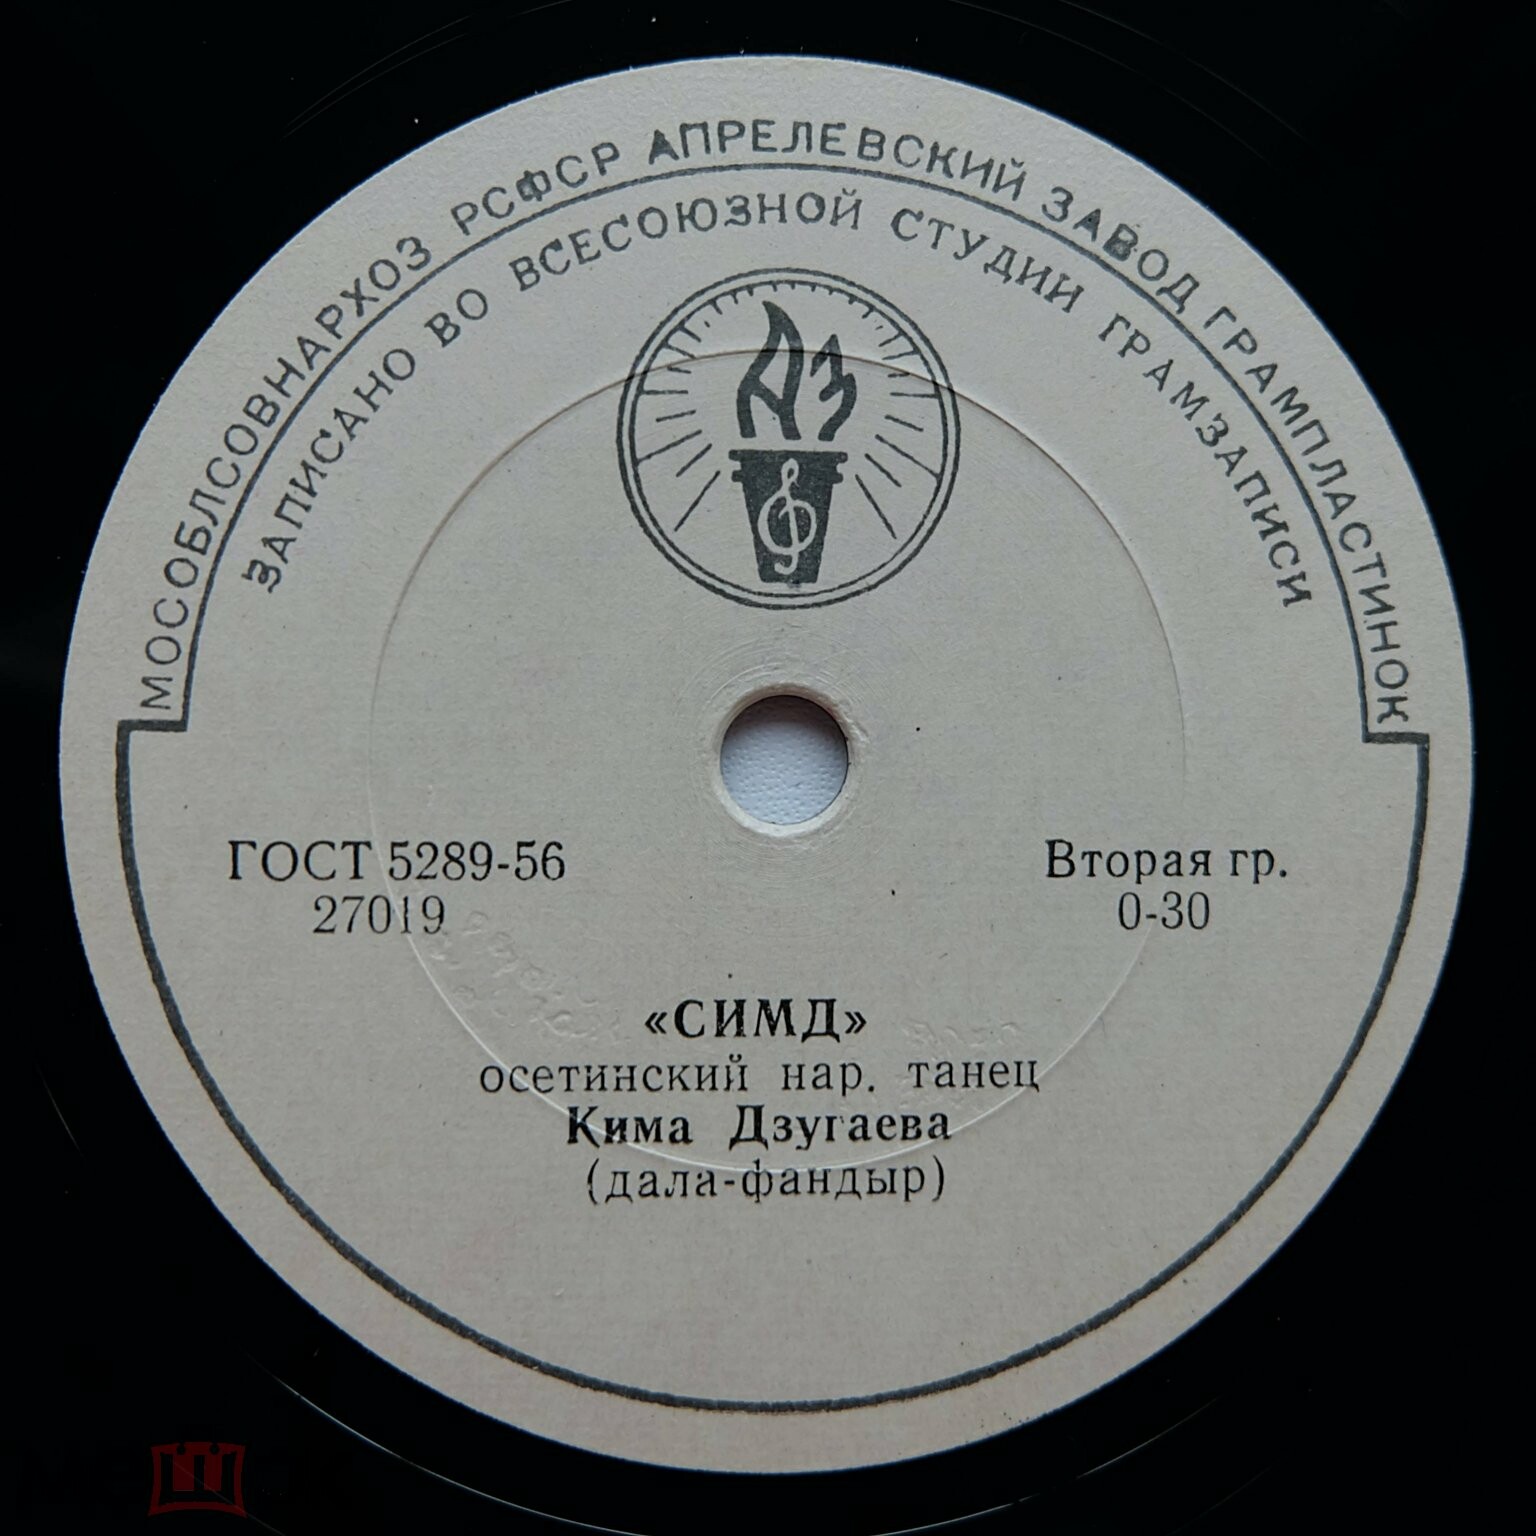 МОСОБЛСОВНАРХОЗ РСФСР АПРЕЛЕВСКИЙ ЗАВОД ГРАМПЛАСТИНОК
ЗАПИСАНО ВО ВСЕСОЮЗНОЙ СТУДИИ ГРАМЗАПИСИ
АЗ
ГОСТ 5289-56
27019
Вторая гр.
0-30
«СИМД»
осетинский нар. танец
Кима Дзугаева
(дала-фандыр)